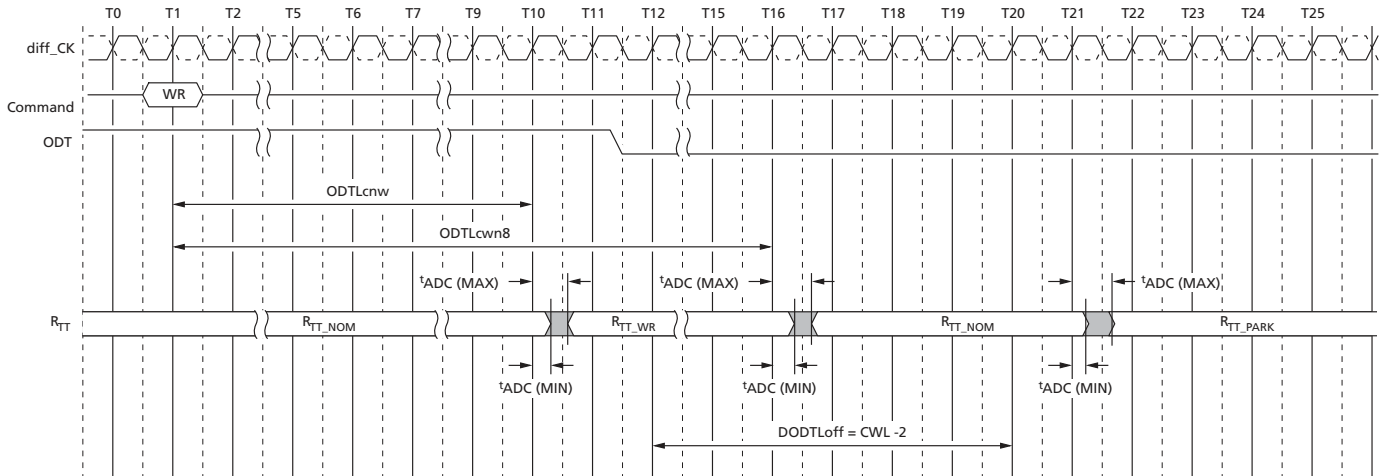 T0 T1 T2 T5 T6 T7 T9 T10 T11 T12 T15 T16 T17 T18 T19 T20 T21 T22 T23 T24 T25
diff_CK
WR
Command
ODT
ODTLcnw
ODTLcwn8
tADC (MAX) tADC (MAX) tADC (MAX)
RTT RTT_NOM RTT_WR RTT_NOM RTT_PARK
tADC (MIN) tADC (MIN) tADC (MIN)
DODTLoff = CWL -2